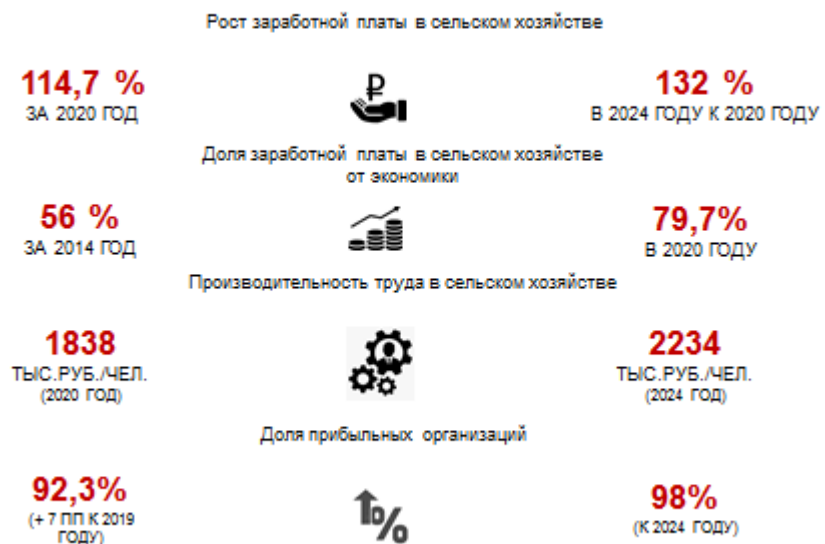 Рост заработной платы в сельском хозяйстве
114,7 %
ЗА 2020 ГОД
132 %
В 2024 ГОДУ К 2020 ГОДУ
Доля заработной платы в сельском хозяйстве
от экономики
56 %
ЗА 2014 ГОД
79,7%
В 2020 ГОДУ
Производительность труда в сельском хозяйстве
1838
ТЫС.РУБ./ЧЕЛ.
(2020 ГОД)
2234
ТЫС.РУБ./ЧЕЛ.
(2024 ГОД)
Доля прибыльных организаций
92,3%
(+ 7 ПП К 2019
ГОДУ)
%
98%
(К 2024 ГОДУ)